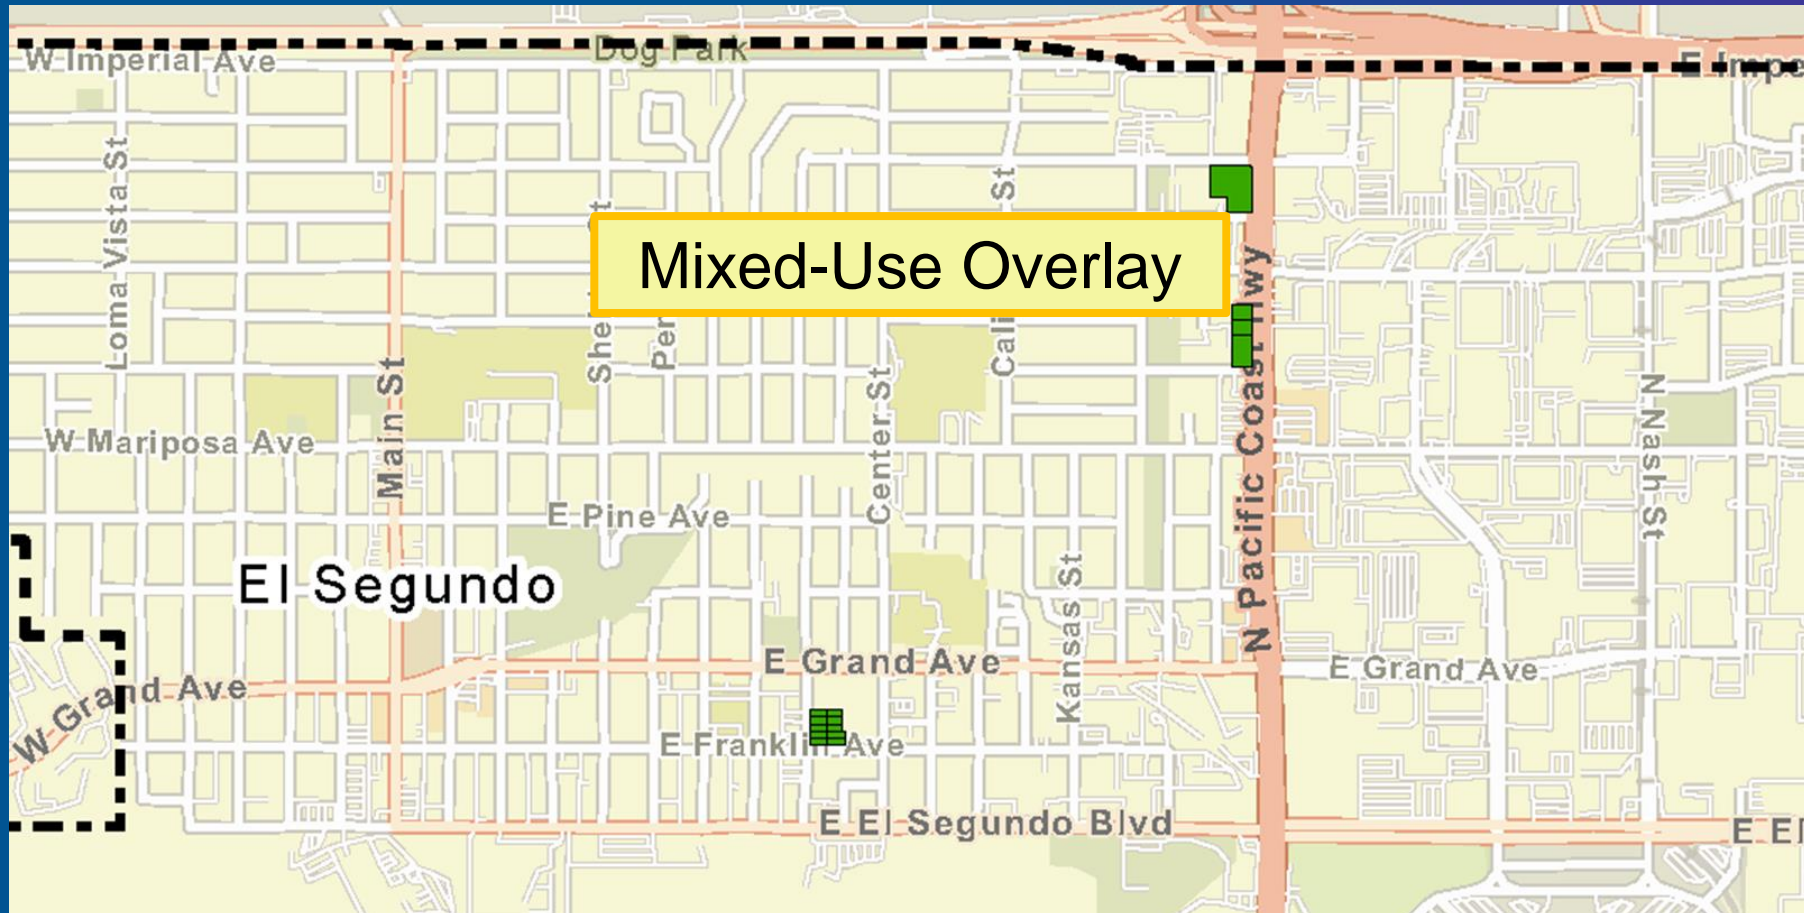 W Imperial Ave
Dog Park
E Impe
Loma Vista St
St
Mixed-Use Overlay
Main St
Center St
N Pacific Coast Hwy
N Nash St
W Mariposa Ave
E Pine Ave
El Segundo
Kansas St
E Grand Ave
E Grand Ave
W Grand Ave
E Franklin Ave
E El Segundo Blvd
E El